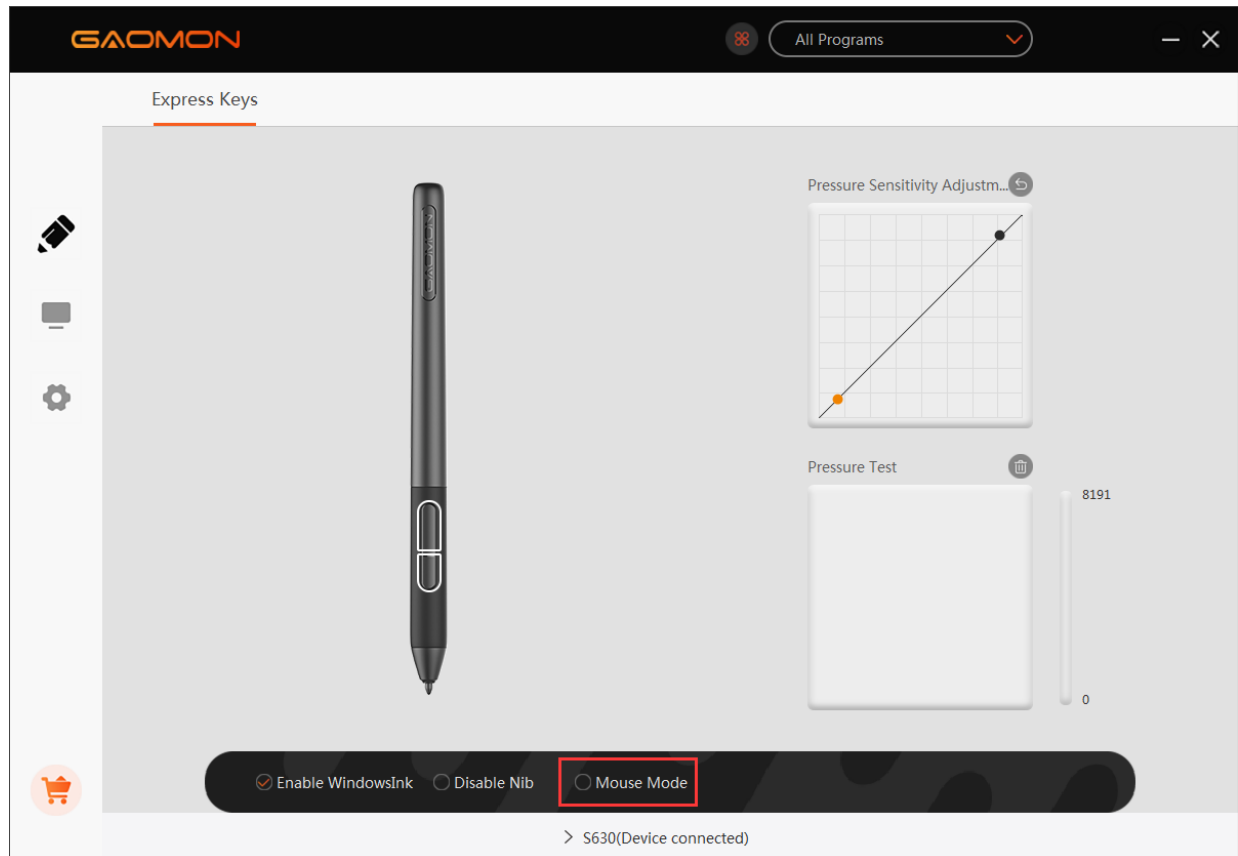 GAOMON
All Programs
Express Keys
Pressure Sensitivity Adjustm...
GAOMON
Pressure Test
8191
0
Enable WindowsInk
Disable Nib
Mouse Mode
S630(Device connected)